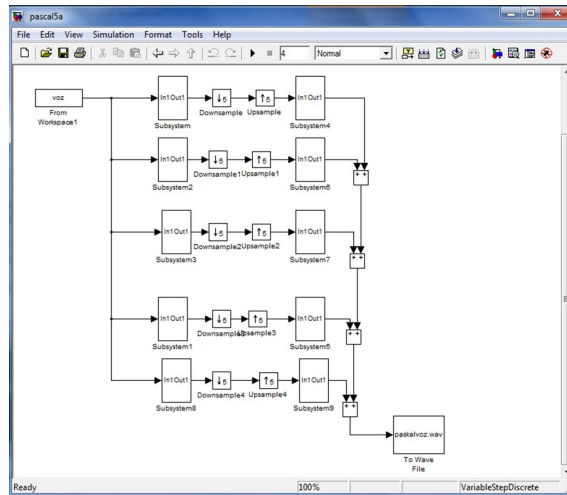 pascal5a
File Edit View Simulation Format Tools Help
4 Normal
voz
From
Workspace1
In1 Out1
Subsystem
↓5
Downsample
↑5
Upsample
In1 Out1
Subsystem4
In1 Out1
Subsystem2
↓5
Downsample1
↑5
Upsample1
In1 Out1
Subsystem6
+ +
In1 Out1
Subsystem3
↓5
Downsample2
↑5
Upsample2
In1 Out1
Subsystem7
+ +
In1 Out1
Subsystem1
↓5
↑5
Upsample3
In1 Out1
Subsystem5
+ +
In1 Out1
Subsystem8
↓5
Downsample4
↑5
Upsample4
In1 Out1
Subsystem9
+ +
paskalvoz.wav
To Wave
File
Ready 100% VariableStepDiscrete